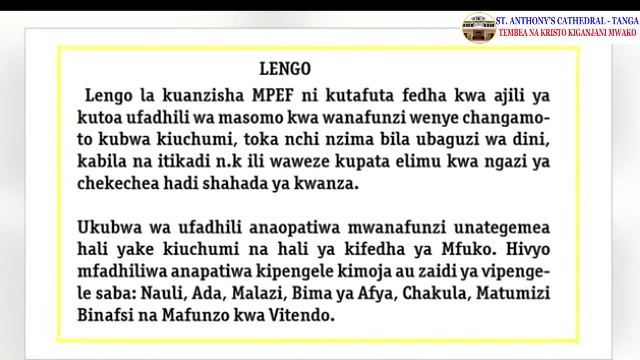 ST. ANTHONY'S CATHEDRAL - TANGA
TEMBEA NA KRISTO KIGANJANI MWAKO
LENGO
Lengo la kuanzisha MPEF ni kutafuta fedha kwa ajili ya
kutoa ufadhili wa masomo kwa wanafunzi wenye changamo-
to kubwa kiuchumi, toka nchi nzima bila ubaguzi wa dini,
kabila na itikadi n.k ili waweze kupata elimu kwa ngazi ya
chekechea hadi shahada ya kwanza.
Ukubwa wa ufadhili anaopatiwa mwanafunzi unategemea
hali yake kiuchumi na hali ya kifedha ya Mfuko. Hivyo
mfadhiliwa anapatiwa kipengele kimoja au zaidi ya vipenge-
le saba: Nauli, Ada, Malazi, Bima ya Afya, Chakula, Matumizi
Binafsi na Mafunzo kwa Vitendo.